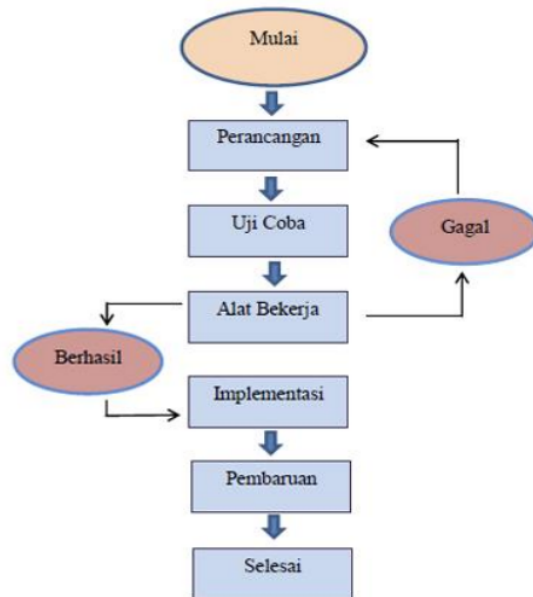 Mulai
Perancangan
Uji Coba
Gagal
Alat Bekerja
Berhasil
Implementasi
Pembaruan
Selesai